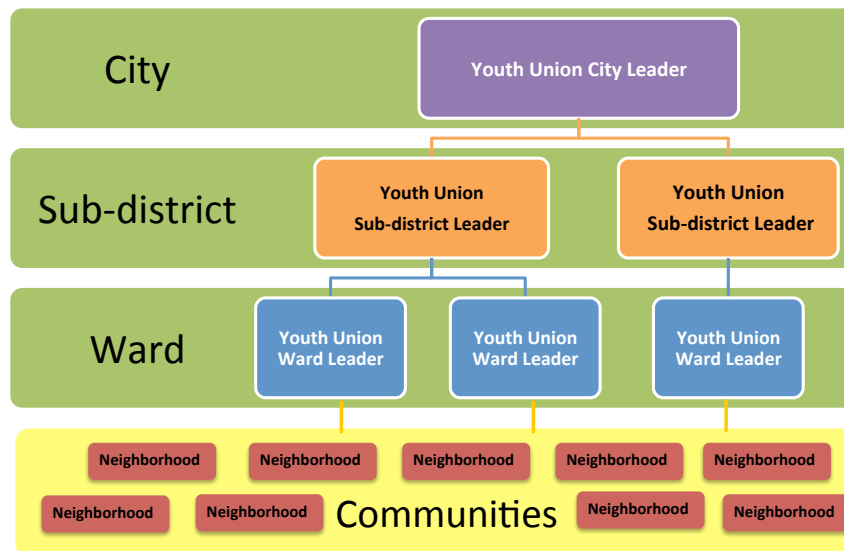 City
Youth Union City Leader
Sub-district
Youth Union
Sub-district Leader
Youth Union
Sub-district Leader
Ward
Youth Union
Ward Leader
Youth Union
Ward Leader
Youth Union
Ward Leader
Neighborhood
Neighborhood
Neighborhood
Neighborhood
Neighborhood
Neighborhood
Neighborhood
Communities
Neighborhood
Neighborhood